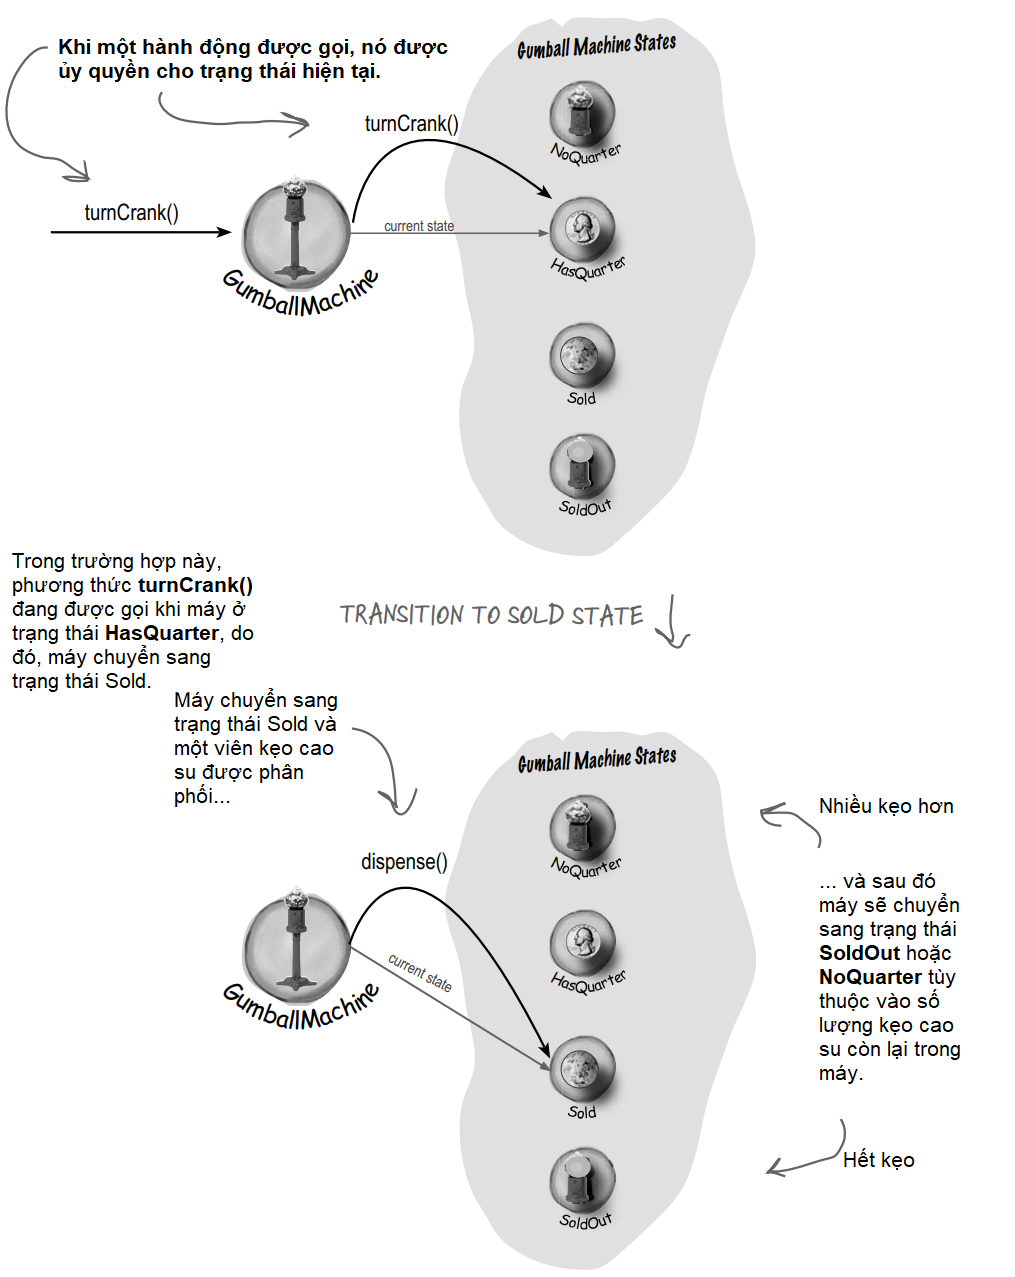 Khi một hành động được gọi, nó được
ủy quyền cho trạng thái hiện tại.
Gumball Machine States
turnCrank()
NoQuarter
turnCrank()
current state
GumballMachine
HasQuarter
Sold
SoldOut
Trong trường hợp này,
phương thức turnCrank()
đang được gọi khi máy ở
trạng thái HasQuarter, do
đó, máy chuyển sang
trạng thái Sold.
TRANSITION TO SOLD STATE
Máy chuyển sang
trạng thái Sold và
một viên kẹo cao
su được phân
phối...
Gumball Machine States
Nhiều kẹo hơn
dispense()
NoQuarter
... và sau đó
máy sẽ chuyển
sang trạng thái
SoldOut hoặc
NoQuarter tùy
thuộc vào số
lượng kẹo cao
su còn lại trong
máy.
current state
GumballMachine
HasQuarter
Sold
Hết kẹo
SoldOut